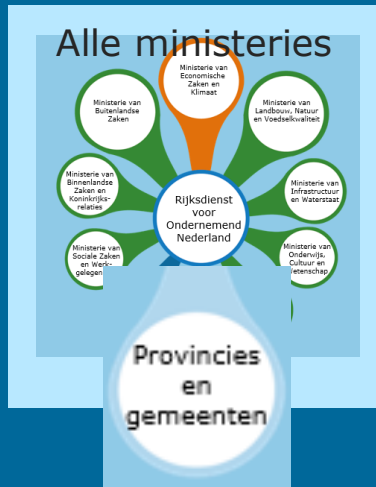 Alle ministeries
Ministerie van
Economische
Zaken en
Klimaat
Ministerie van
Buitenlandse
Zaken
Ministerie van
Landbouw, Natuur
en Voedselkwaliteit
Ministerie van
Binnenlandse
Zaken en
Koninkrijks-
relaties
Rijksdienst
voor
Ondernemend
Nederland
Ministerie van
Infrastructuur
en Waterstaat
Ministerie van
Sociale Zaken
en Werk-
gelegen
Ministerie van
Onderwijs,
Cultuur en
Wetenschap
Provincies
en
gemeenten